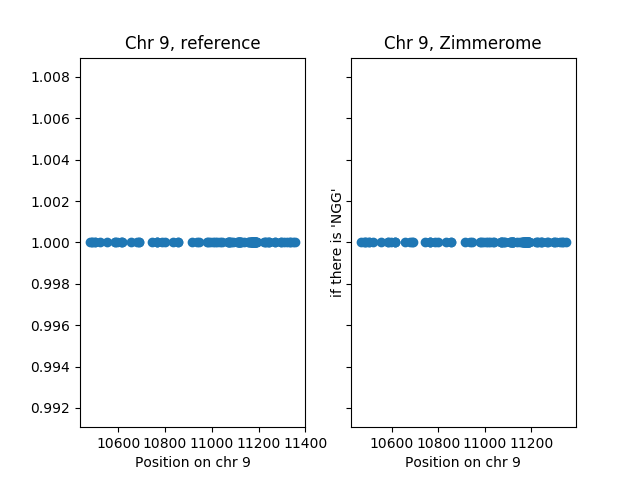 Chr 9, reference
Chr 9, Zimmerome
1.008
1.006
1.004
1.002
1.000
0.998
0.996
0.994
0.992
if there is 'NGG'
10600 10800 11000 11200 11400
10600 10800 11000 11200
Position on chr 9
Position on chr 9